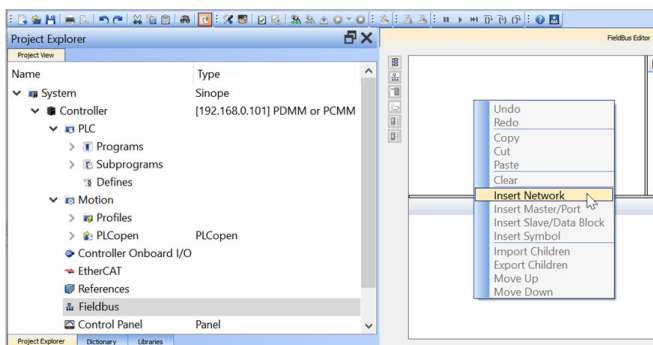 Project Explorer
FieldBus Editor
Project View
Name Type
System Sinope
Controller [192.168.0.101] PDMM or PCMM
PLC
Programs
Subprograms
Defines
Motion
Profiles
PLCopen PLCopen
Controller Onboard I/O
EtherCAT
References
Fieldbus
Control Panel Panel
Project Explorer Dictionary Libraries
Undo
Redo
Copy
Cut
Paste
Clear
Insert Network
Insert Master/Port
Insert Slave/Data Block
Insert Symbol
Import Children
Export Children
Move Up
Move Down